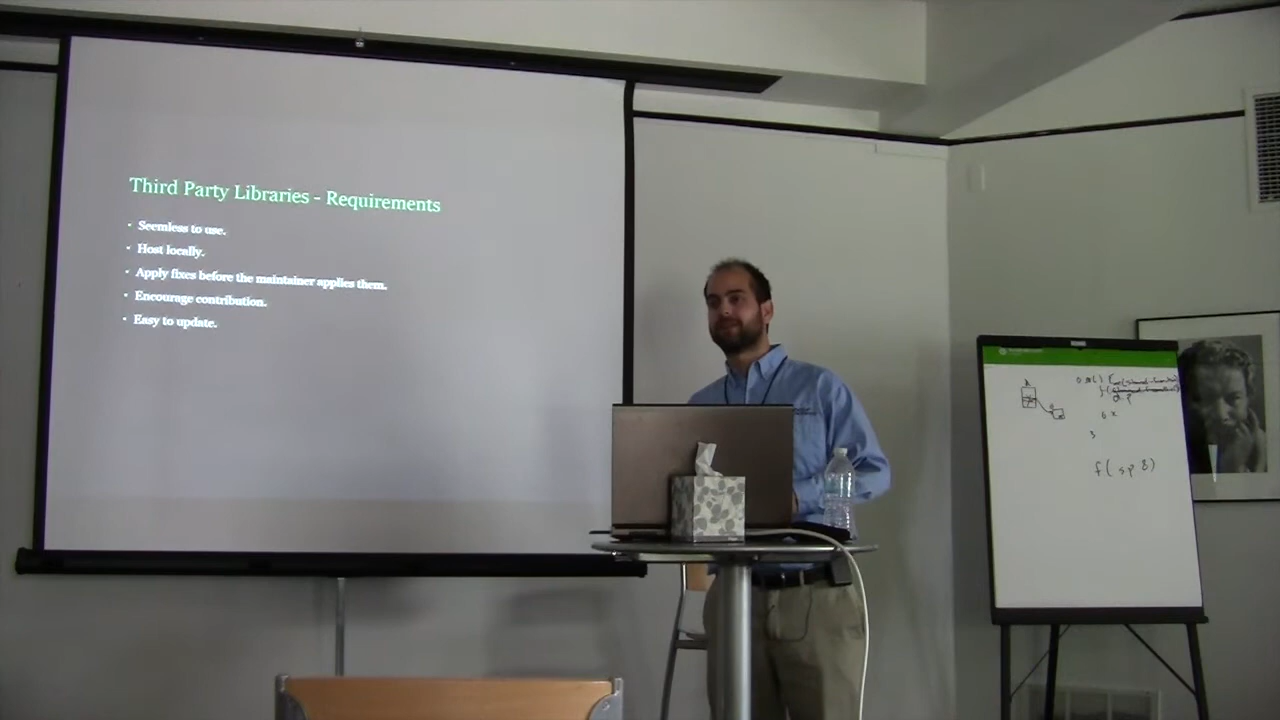 Third Party Libraries - Requirements
• Seemless to use.
• Host locally.
• Apply fixes before the maintainer applies them.
• Encourage contribution.
• Easy to update.
f( sp &)